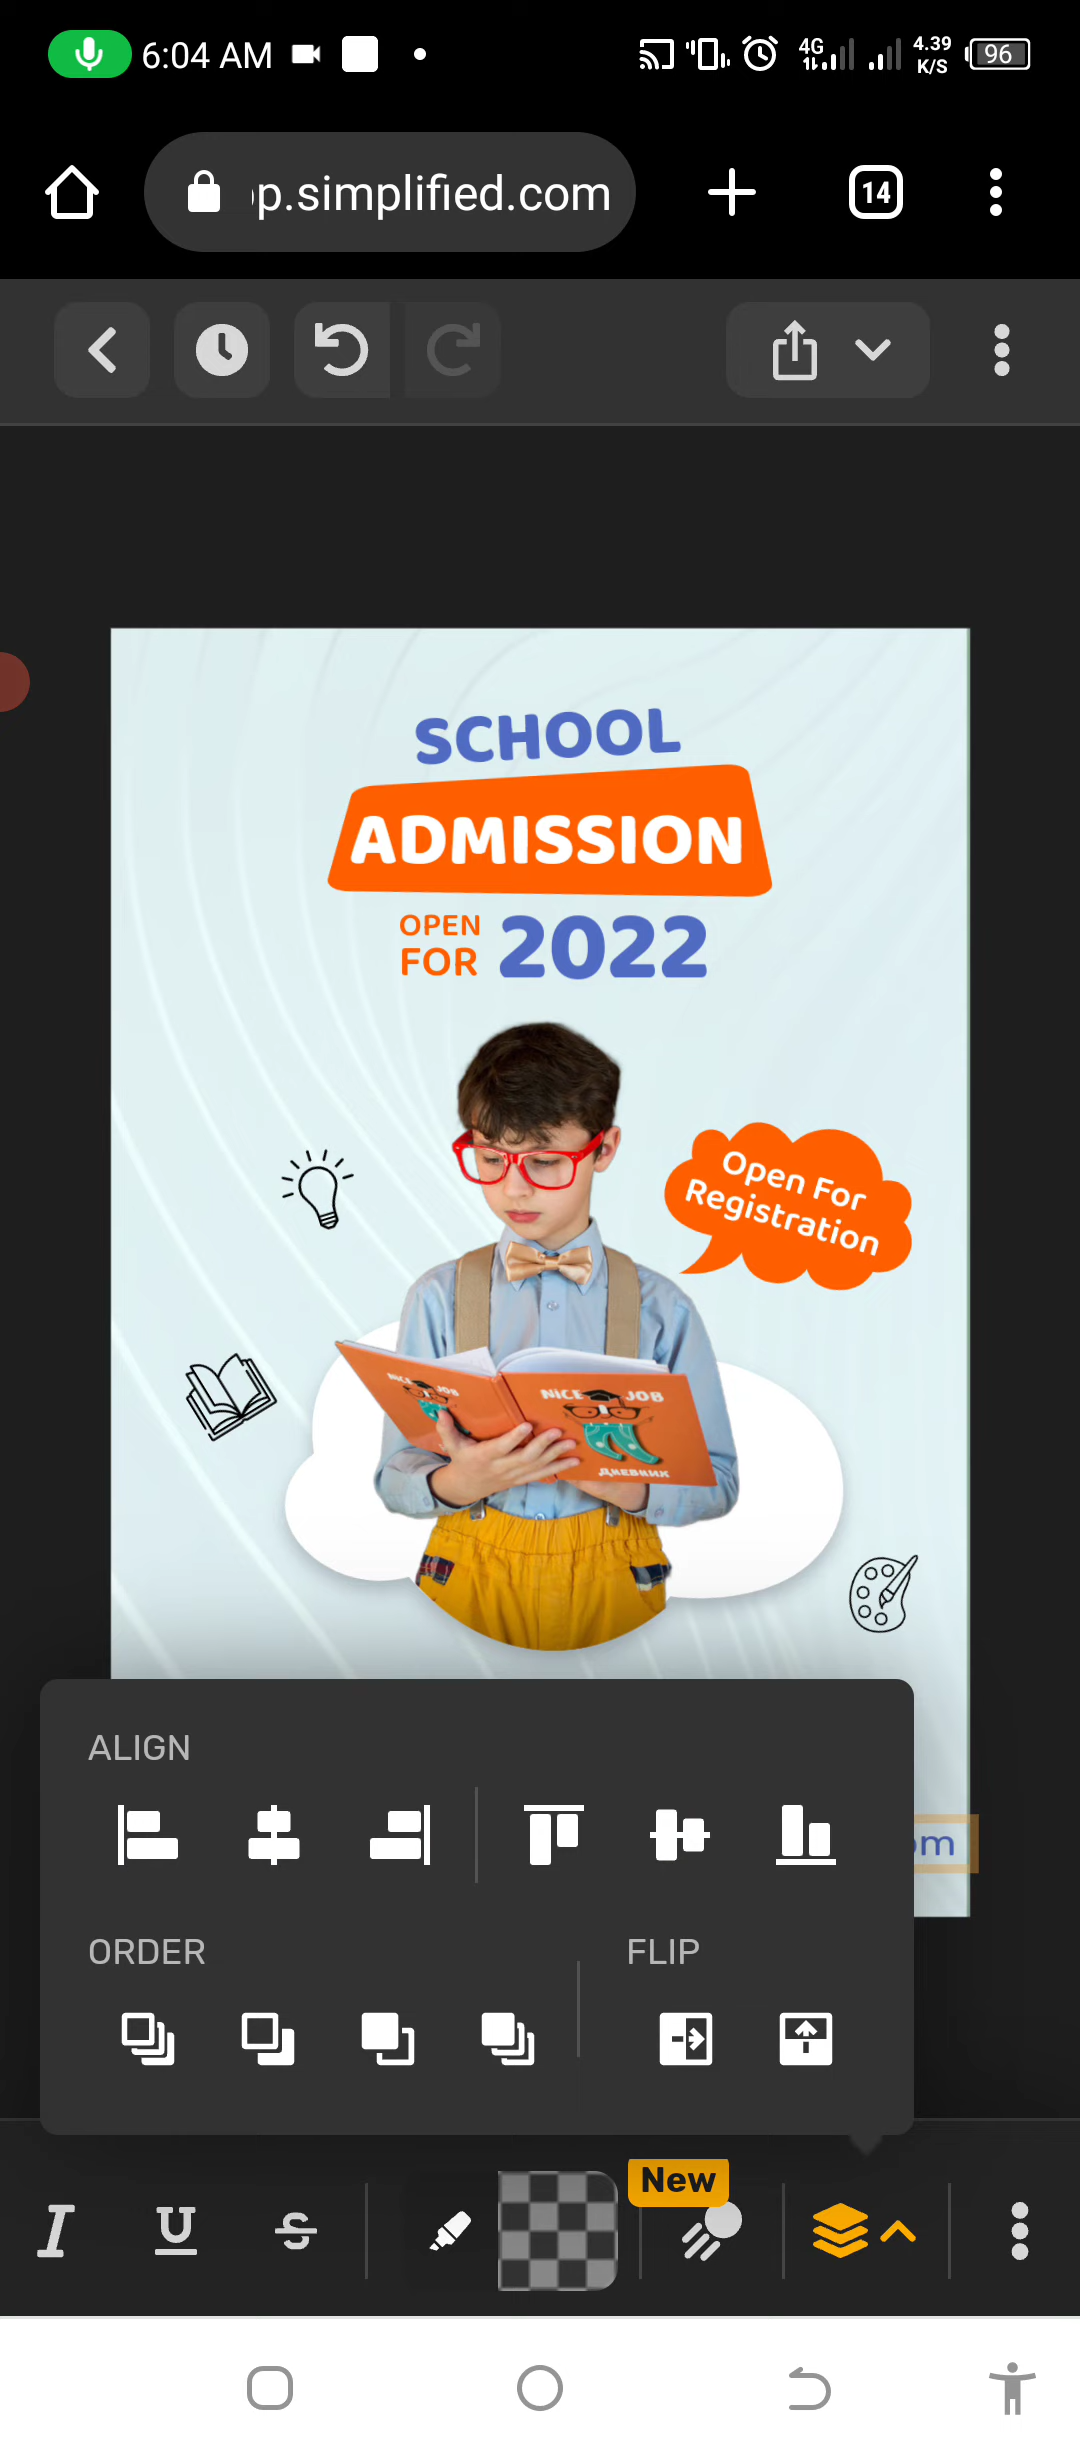 6:04 AM
4G
4.39
K/S
96
p.simplified.com
14
SCHOOL
ADMISSION
OPEN
FOR
2022
Open For
Registration
NICE JOB
NICE JOB
ДНЕВНИК
ALIGN
om
ORDER
FLIP
New
I
U
S